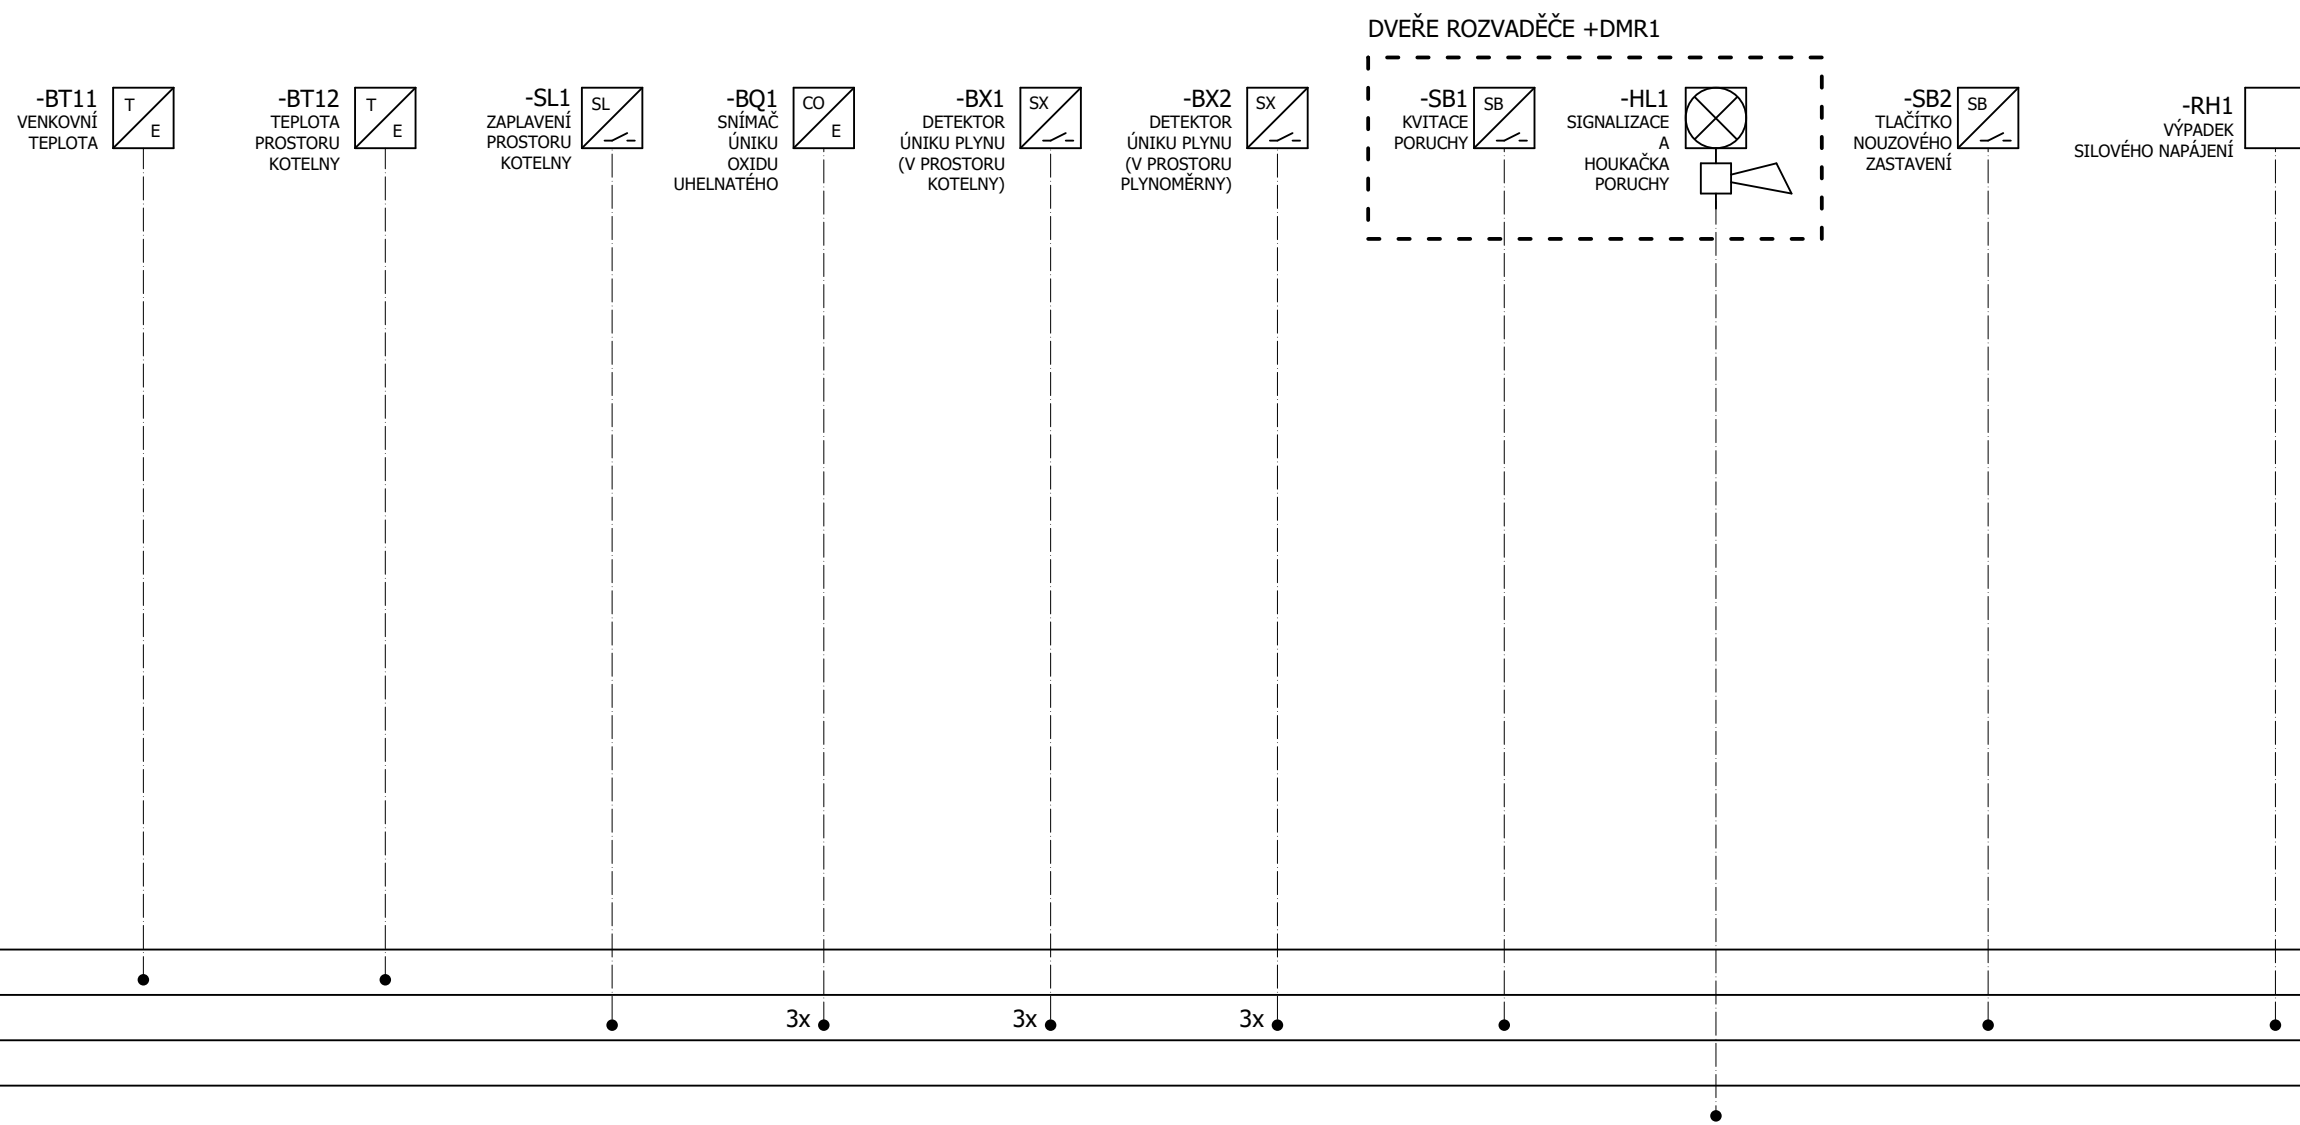 DVEŘE ROZVADĚČE +DMR1
-BT11
VENKOVNÍ
TEPLOTA
T
E
-BT12
TEPLOTA
PROSTORU
KOTELNY
T
E
-SL1
ZAPLAVENÍ
PROSTORU
KOTELNY
SL
-BQ1
SNÍMAČ
ÚNIKU
OXIDU
UHELNATÉHO
CO
E
-BX1
DETEKTOR
ÚNIKU PLYNU
(V PROSTORU
KOTELNY)
SX
-BX2
DETEKTOR
ÚNIKU PLYNU
(V PROSTORU
PLYNOMĚRNY)
SX
-SB1
KVITACE
PORUCHY
SB
-HL1
SIGNALIZACE
A
HOUKAČKA
PORUCHY
-SB2
TLAČÍTKO
NOUZOVÉHO
ZASTAVENÍ
SB
-RH1
VÝPADEK
SILOVÉHO NAPÁJENÍ
3x
3x
3x